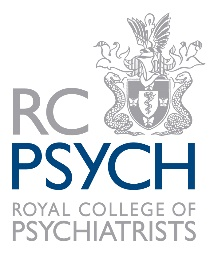 RC
PSYCH
ROYAL COLLEGE OF
PSYCHIATRISTS